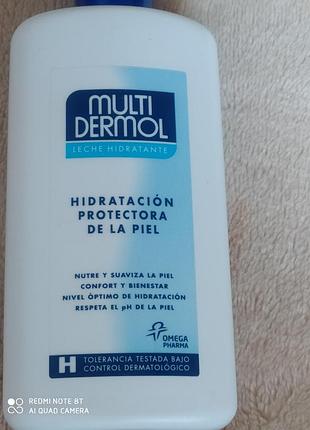 MULTI
DERMOL
LECHE HIDRATANTE
HIDRATACIÓN
PROTECTORA
DE LA PIEL
NUTRE Y SUAVIZA LA PIEL
CONFORT Y BIENESTAR
NIVEL ÓPTIMO DE HIDRATACIÓN
RESPETA EL pH DE LA PIEL
OMEGA
PHARMA
H TOLERANCIA TESTADA BAJO
CONTROL DERMATOLÓGICO
REDMI NOTE 8T
AI QUAD CAMERA